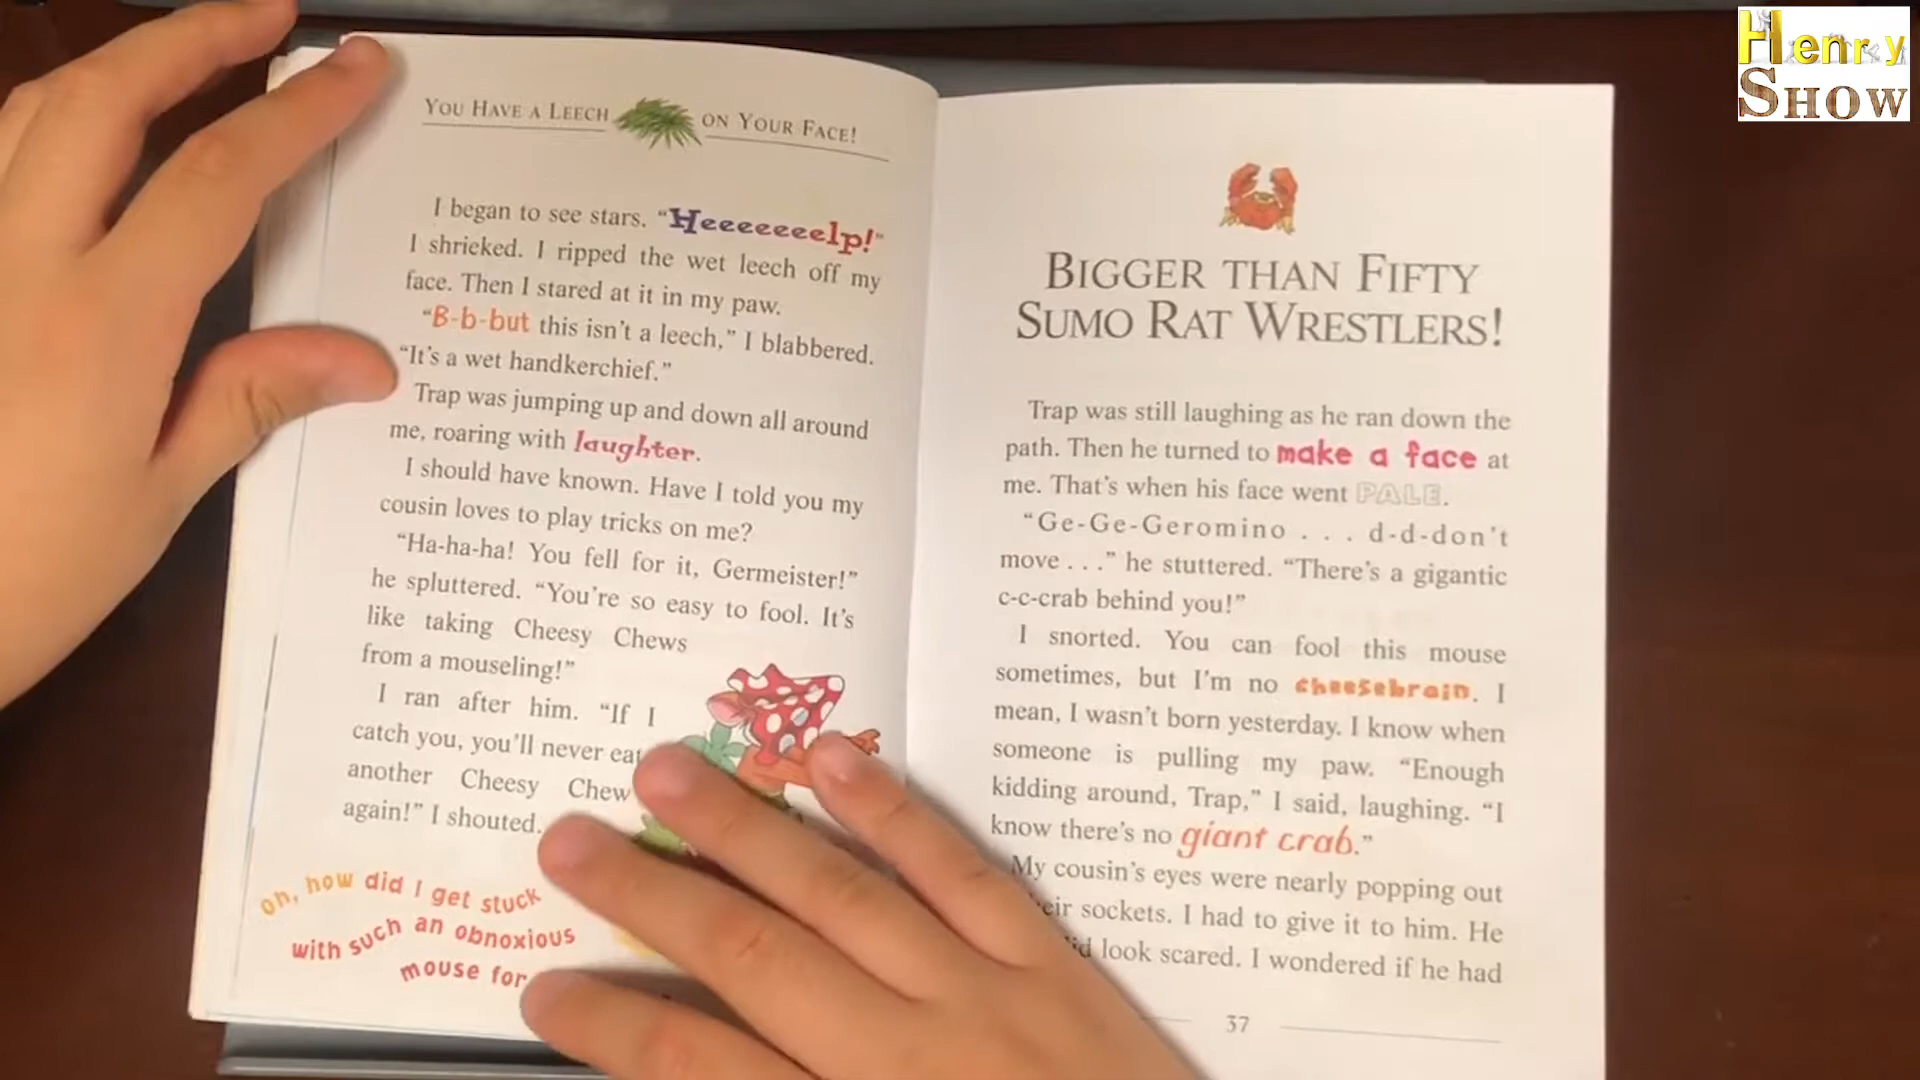 Henry
SHOW
YOU HAVE A LEECH ON YOUR FACE!
I began to see stars. “Heeeeeeelp!”
I shrieked. I ripped the wet leech off my
face. Then I stared at it in my paw.
“B-b-but this isn’t a leech,” I blabbered.
“It’s a wet handkerchief.”
Trap was jumping up and down all around
me, roaring with laughter.
I should have known. Have I told you my
cousin loves to play tricks on me?
“Ha-ha-ha! You fell for it, Germeister!”
he spluttered. “You’re so easy to fool. It’s
like taking Cheesy Chews
from a mouseling!”
I ran after him. “If I
catch you, you’ll never eat
another Cheesy Chew
again!” I shouted.
oh, how did I get stuck
with such an obnoxious
mouse for
BIGGER THAN FIFTY
SUMO RAT WRESTLERS!
Trap was still laughing as he ran down the
path. Then he turned to make a face at
me. That’s when his face went PALE.
“Ge-Ge-Geromino . . . d-d-don’t
move . . .” he stuttered. “There’s a gigantic
c-c-crab behind you!”
I snorted. You can fool this mouse
sometimes, but I’m no cheesebrain. I
mean, I wasn’t born yesterday. I know when
someone is pulling my paw. “Enough
kidding around, Trap,” I said, laughing. “I
know there’s no giant crab.”
My cousin’s eyes were nearly popping out
sockets. I had to give it to him. He
look scared. I wondered if he had
37